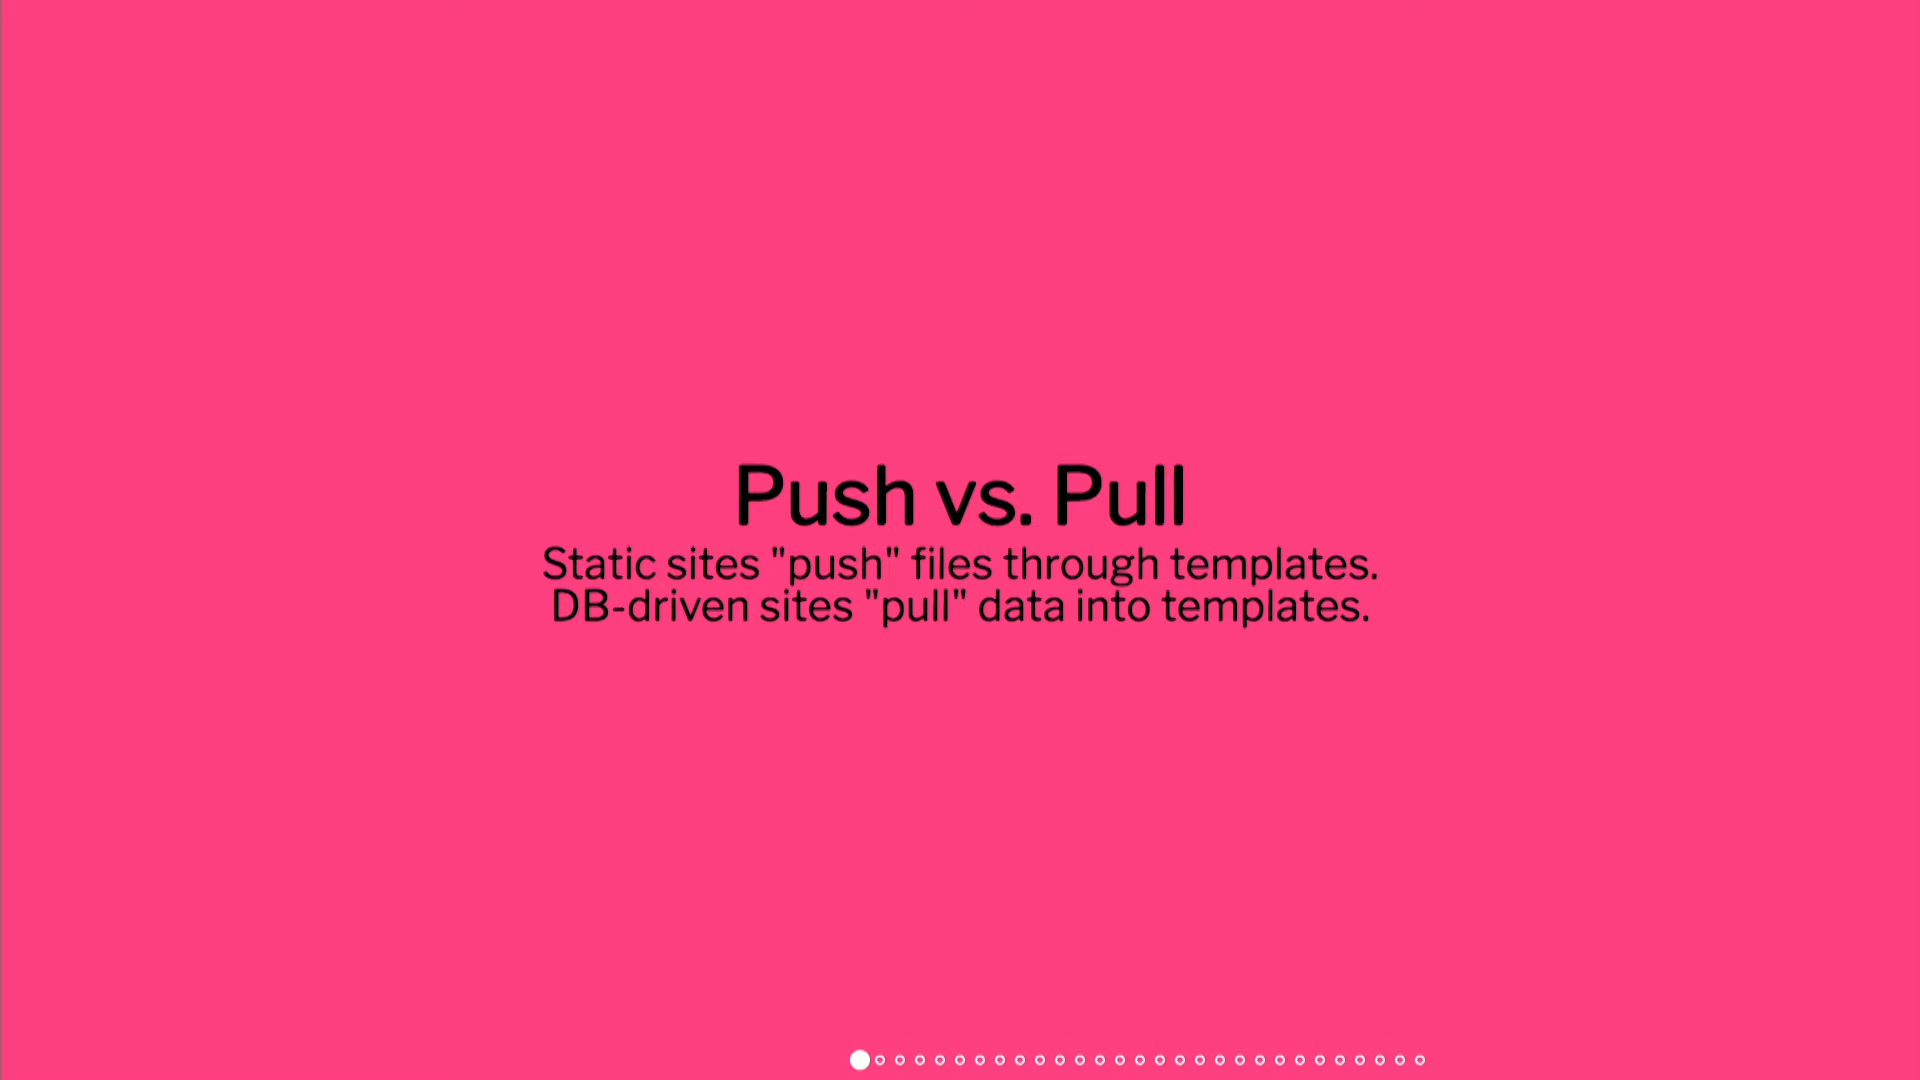 Push vs. Pull
Static sites "push" files through templates.
DB-driven sites "pull" data into templates.